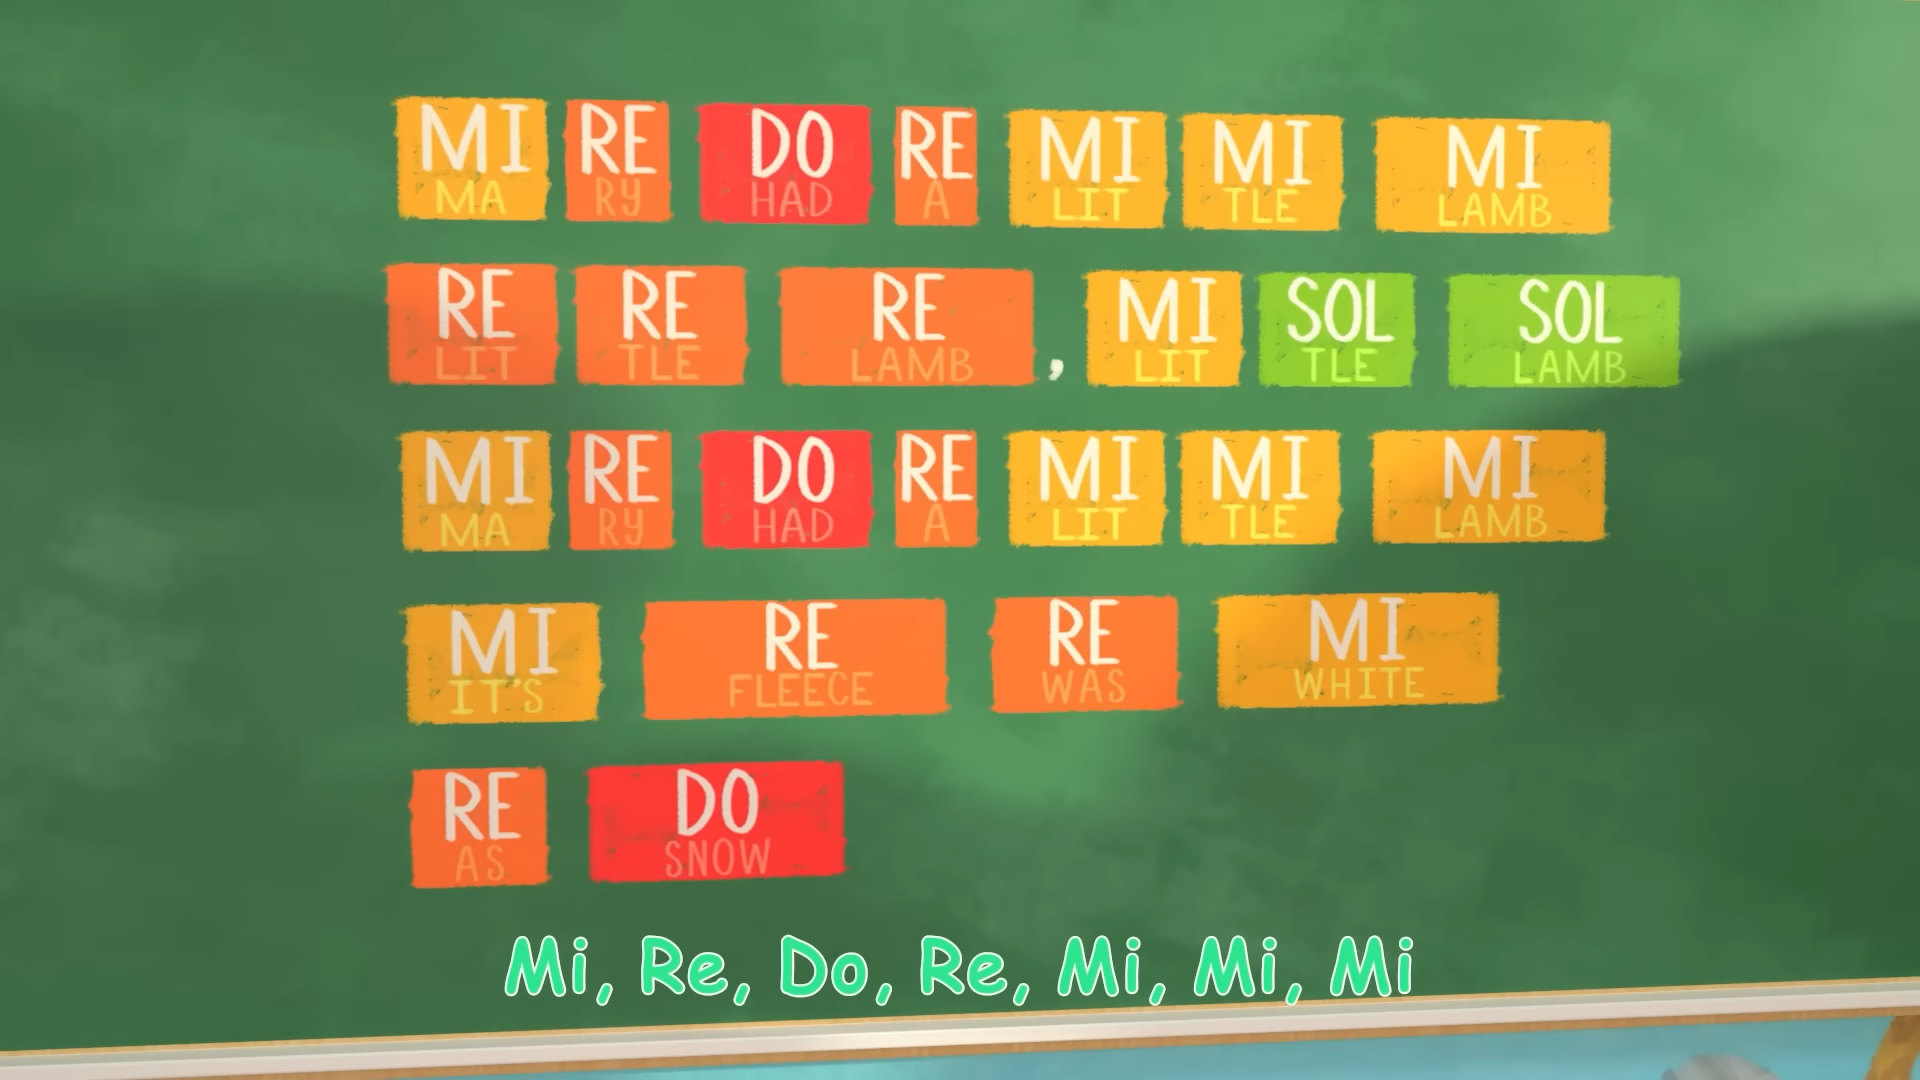 MI RE DO RE MI MI MI
MA RY HAD A LIT TLE LAMB
RE RE RE MI SOL SOL
LIT TLE LAMB, LIT TLE LAMB
MI RE DO RE MI MI MI
MA RY HAD A LIT TLE LAMB
MI RE RE MI
IT'S FLEECE WAS WHITE
RE DO
AS SNOW
Mi, Re, Do, Re, Mi, Mi, Mi